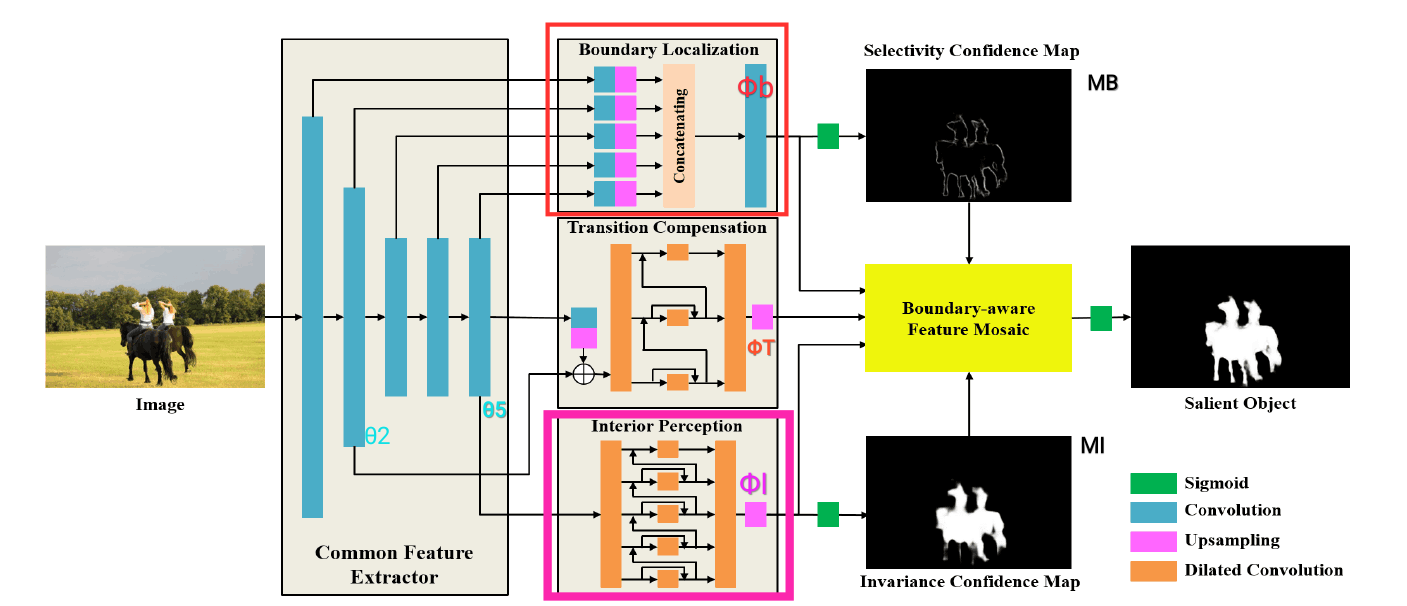 Boundary Localization
Φb
Concatenating
Selectivity Confidence Map
MB
Transition Compensation
ΦT
Boundary-aware
Feature Mosaic
Image
θ2
θ5
Salient Object
Interior Perception
ΦI
MI
Common Feature
Extractor
Invariance Confidence Map
Sigmoid
Convolution
Upsampling
Dilated Convolution